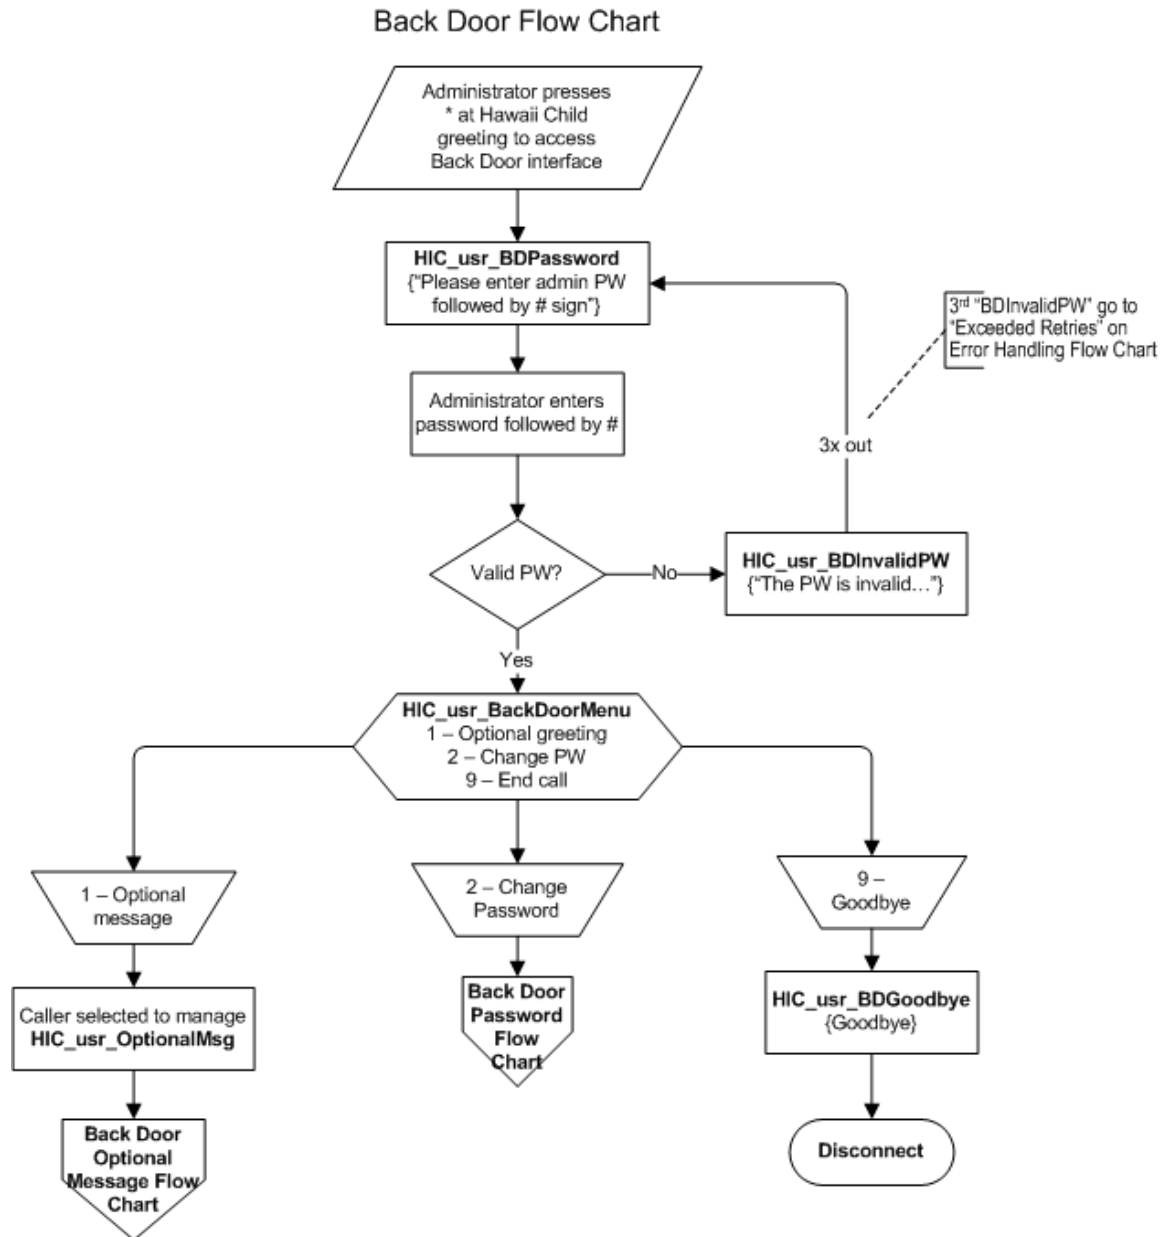 Back Door Flow Chart
Administrator presses
* at Hawaii Child
greeting to access
Back Door interface
HIC_usr_BDPassword
{“Please enter admin PW
followed by # sign”}
3rd “BDInvalidPW” go to
“Exceeded Retries” on
Error Handling Flow Chart
Administrator enters
password followed by #
3x out
Valid PW?
No
HIC_usr_BDInvalidPW
{“The PW is invalid…”}
Yes
HIC_usr_BackDoorMenu
1 – Optional greeting
2 – Change PW
9 – End call
1 – Optional
message
2 – Change
Password
9 –
Goodbye
Caller selected to manage
HIC_usr_OptionalMsg
Back Door
Password
Flow
Chart
HIC_usr_BDGoodbye
{Goodbye}
Back Door
Optional
Message Flow
Chart
Disconnect